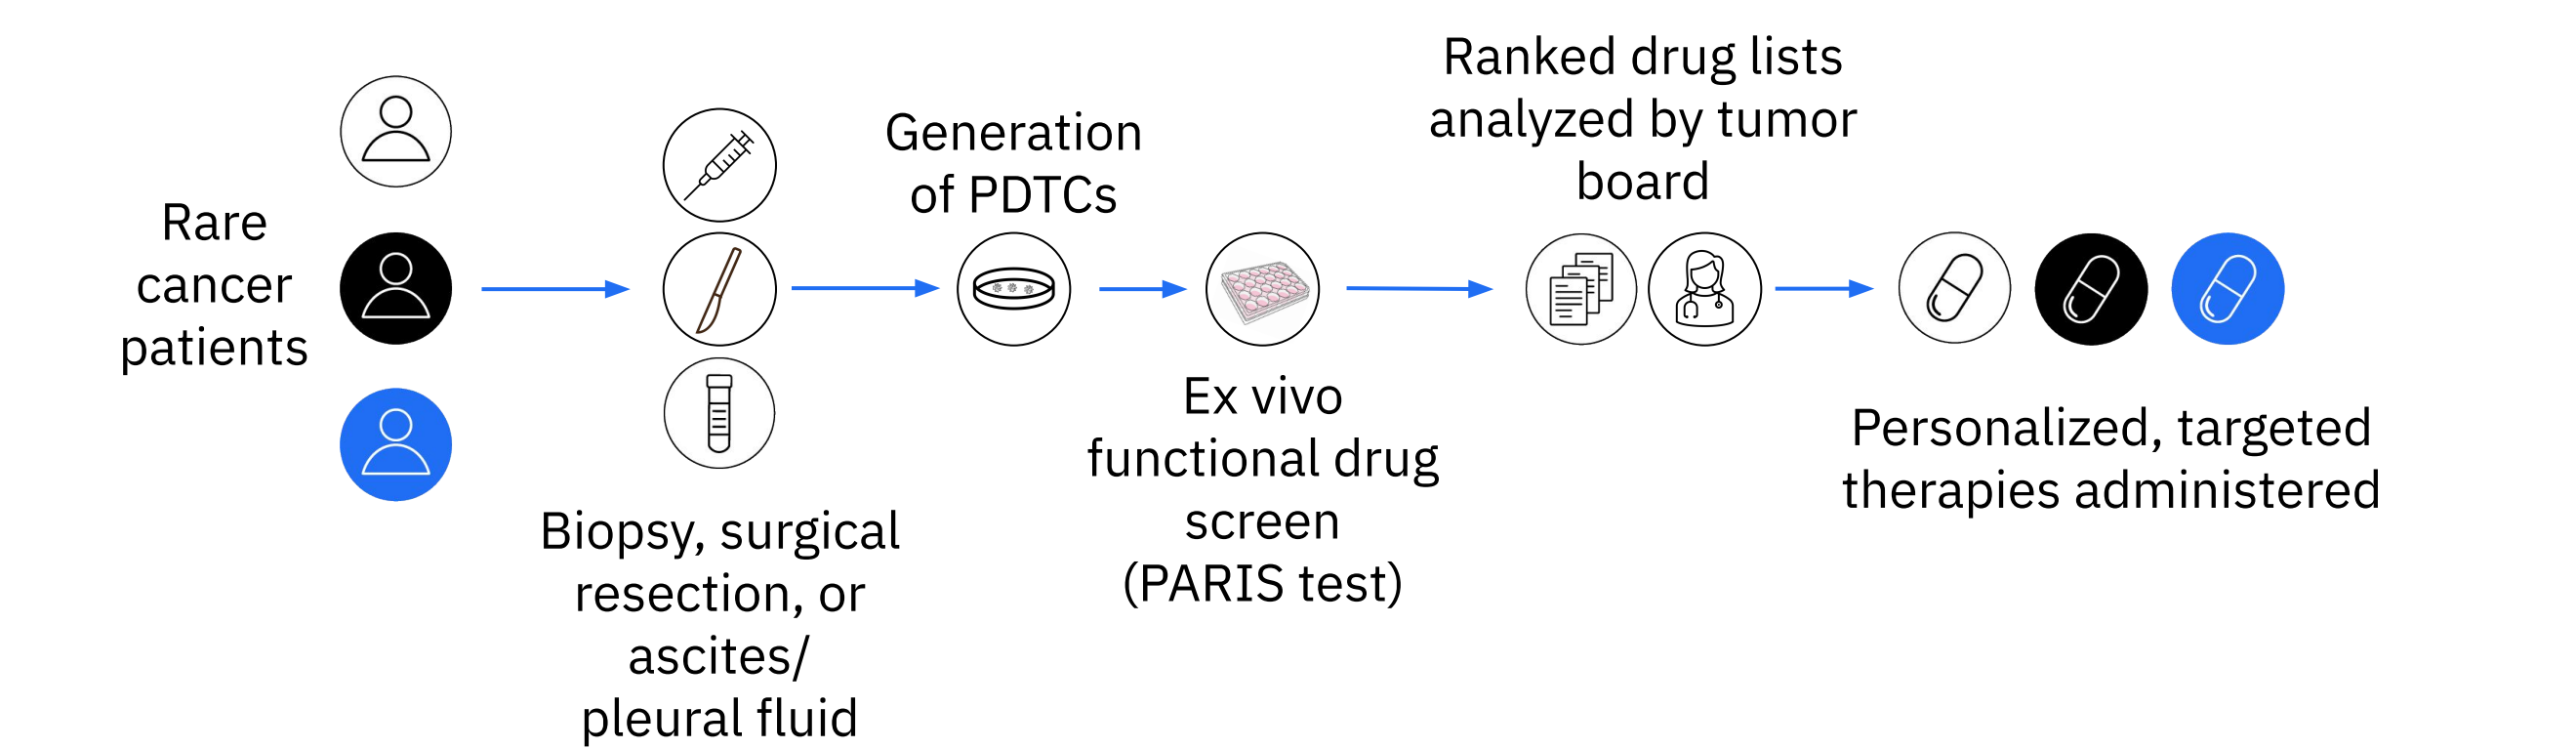 Rare
cancer
patients
Biopsy, surgical
resection, or
ascites/
pleural fluid
Generation
of PDTCs
Ex vivo
functional drug
screen
(PARIS test)
Ranked drug lists
analyzed by tumor
board
Personalized, targeted
therapies administered